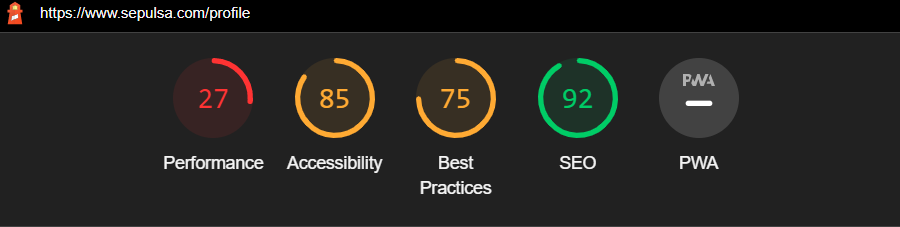 https://www.sepulsa.com/profile
27 85 75 92 PWA
Performance Accessibility Best Practices SEO PWA